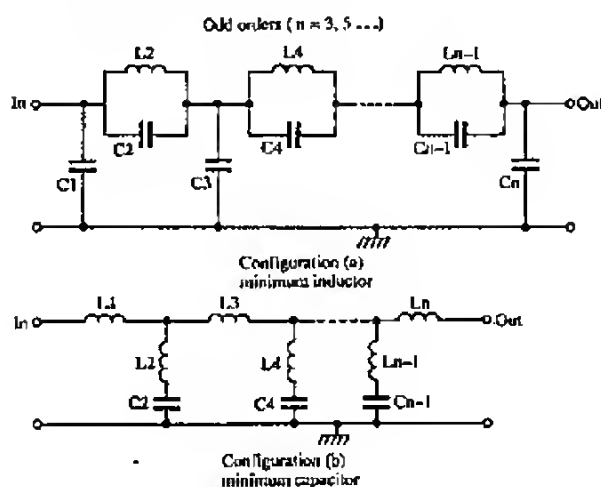 Odd orders ( n = 3, 5 ....)
L2 L4 Ln-1
In Out
C2 C4 Cn-1
C1 C3 Cn
Configuration (a)
minimum inductor
L1 L3 Ln
In Out
L2 L4 Ln-1
C2 C4 Cn-1
Configuration (b)
minimum capacitor